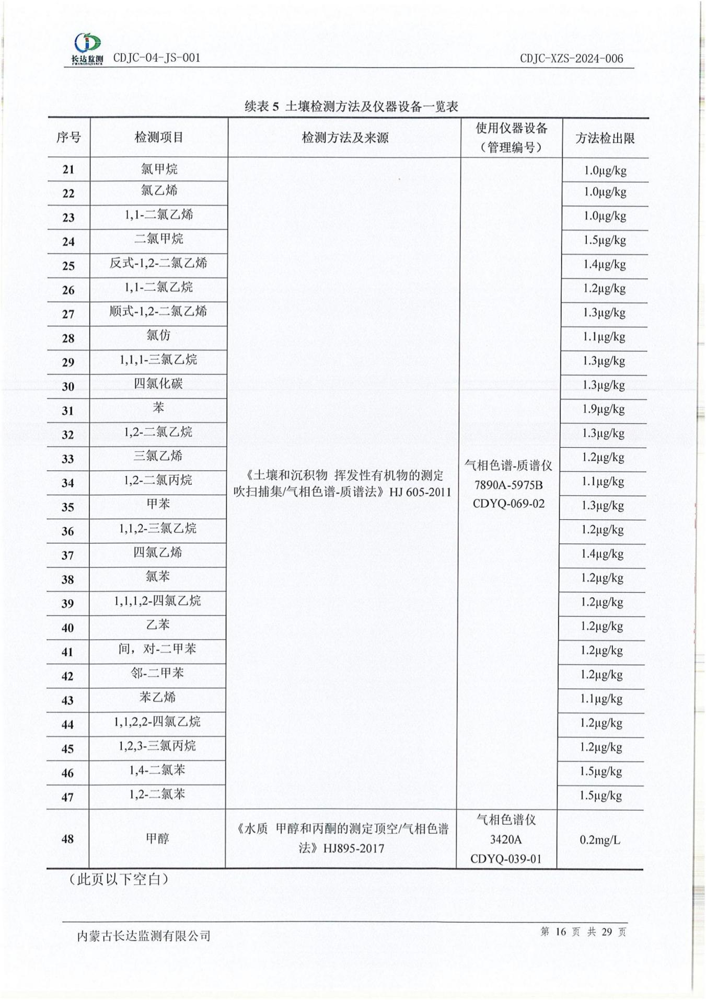 长达监测
CHANGDAJIANCE
CDJC-04-JS-001
CDJC-XZS-2024-006
续表 5 土壤检测方法及仪器设备一览表
序号 检测项目 检测方法及来源 使用仪器设备（管理编号） 方法检出限
21 氯甲烷 1.0μg/kg
22 氯乙烯 1.0μg/kg
23 1,1-二氯乙烯 1.0μg/kg
24 二氯甲烷 1.5μg/kg
25 反式-1,2-二氯乙烯 1.4μg/kg
26 1,1-二氯乙烷 1.2μg/kg
27 顺式-1,2-二氯乙烯 1.3μg/kg
28 氯仿 1.1μg/kg
29 1,1,1-三氯乙烷 1.3μg/kg
30 四氯化碳 1.3μg/kg
31 苯 1.9μg/kg
32 1,2-二氯乙烷 1.3μg/kg
33 三氯乙烯 1.2μg/kg
34 1,2-二氯丙烷 1.1μg/kg
35 甲苯 1.3μg/kg
36 1,1,2-三氯乙烷 1.2μg/kg
37 四氯乙烯 1.4μg/kg
38 氯苯 1.2μg/kg
39 1,1,1,2-四氯乙烷 1.2μg/kg
40 乙苯 1.2μg/kg
41 间，对-二甲苯 1.2μg/kg
42 邻-二甲苯 1.2μg/kg
43 苯乙烯 1.1μg/kg
44 1,1,2,2-四氯乙烷 1.2μg/kg
45 1,2,3-三氯丙烷 1.2μg/kg
46 1,4-二氯苯 1.5μg/kg
47 1,2-二氯苯 1.5μg/kg
《土壤和沉积物 挥发性有机物的测定
吹扫捕集/气相色谱-质谱法》HJ 605-2011
气相色谱-质谱仪
7890A-5975B
CDYQ-069-02
48 甲醇
《水质 甲醇和丙酮的测定顶空/气相色谱
法》HJ895-2017
气相色谱仪
3420A
CDYQ-039-01
0.2mg/L
（此页以下空白）
内蒙古长达监测有限公司
第 16 页 共 29 页